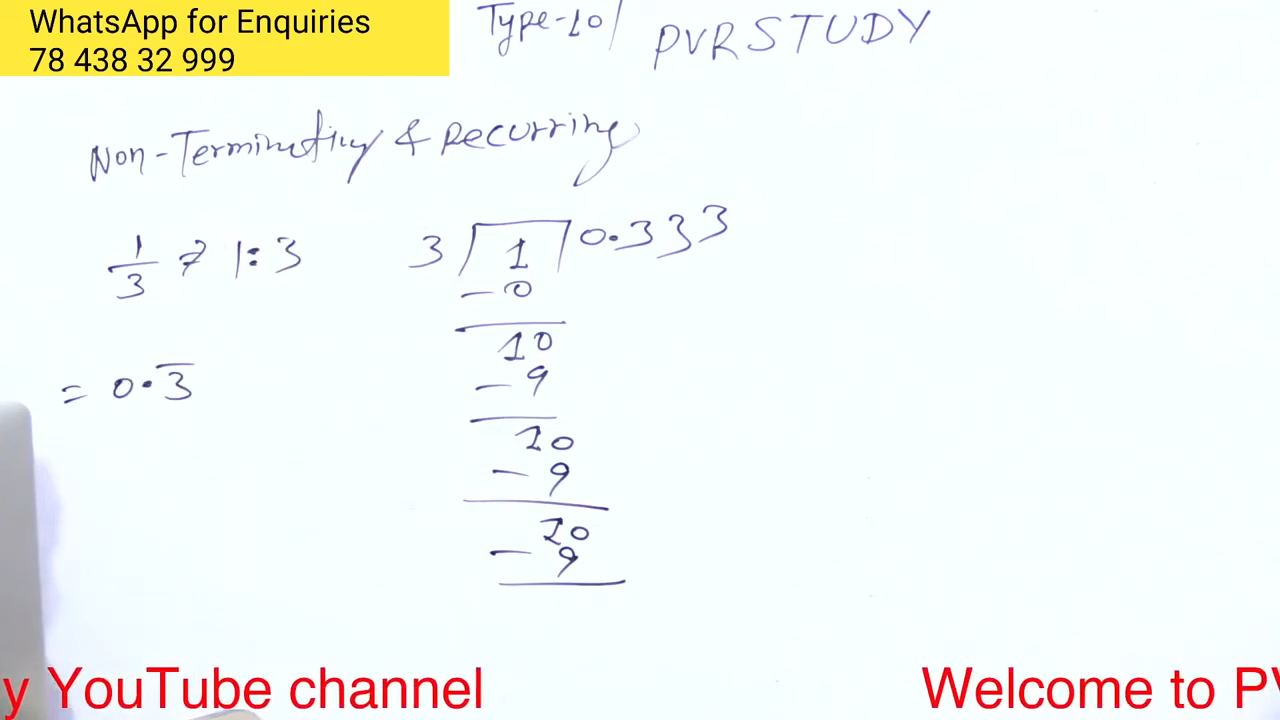 WhatsApp for Enquiries
78 438 32 999
Type-10/ PVRSTUDY
Non-Terminating & Recurring
1/3 ⇒ 1÷3
3 1 0.333
- 0
10
- 9
= 0.3̅
10
- 9
10
- 9
y YouTube channel Welcome to PV